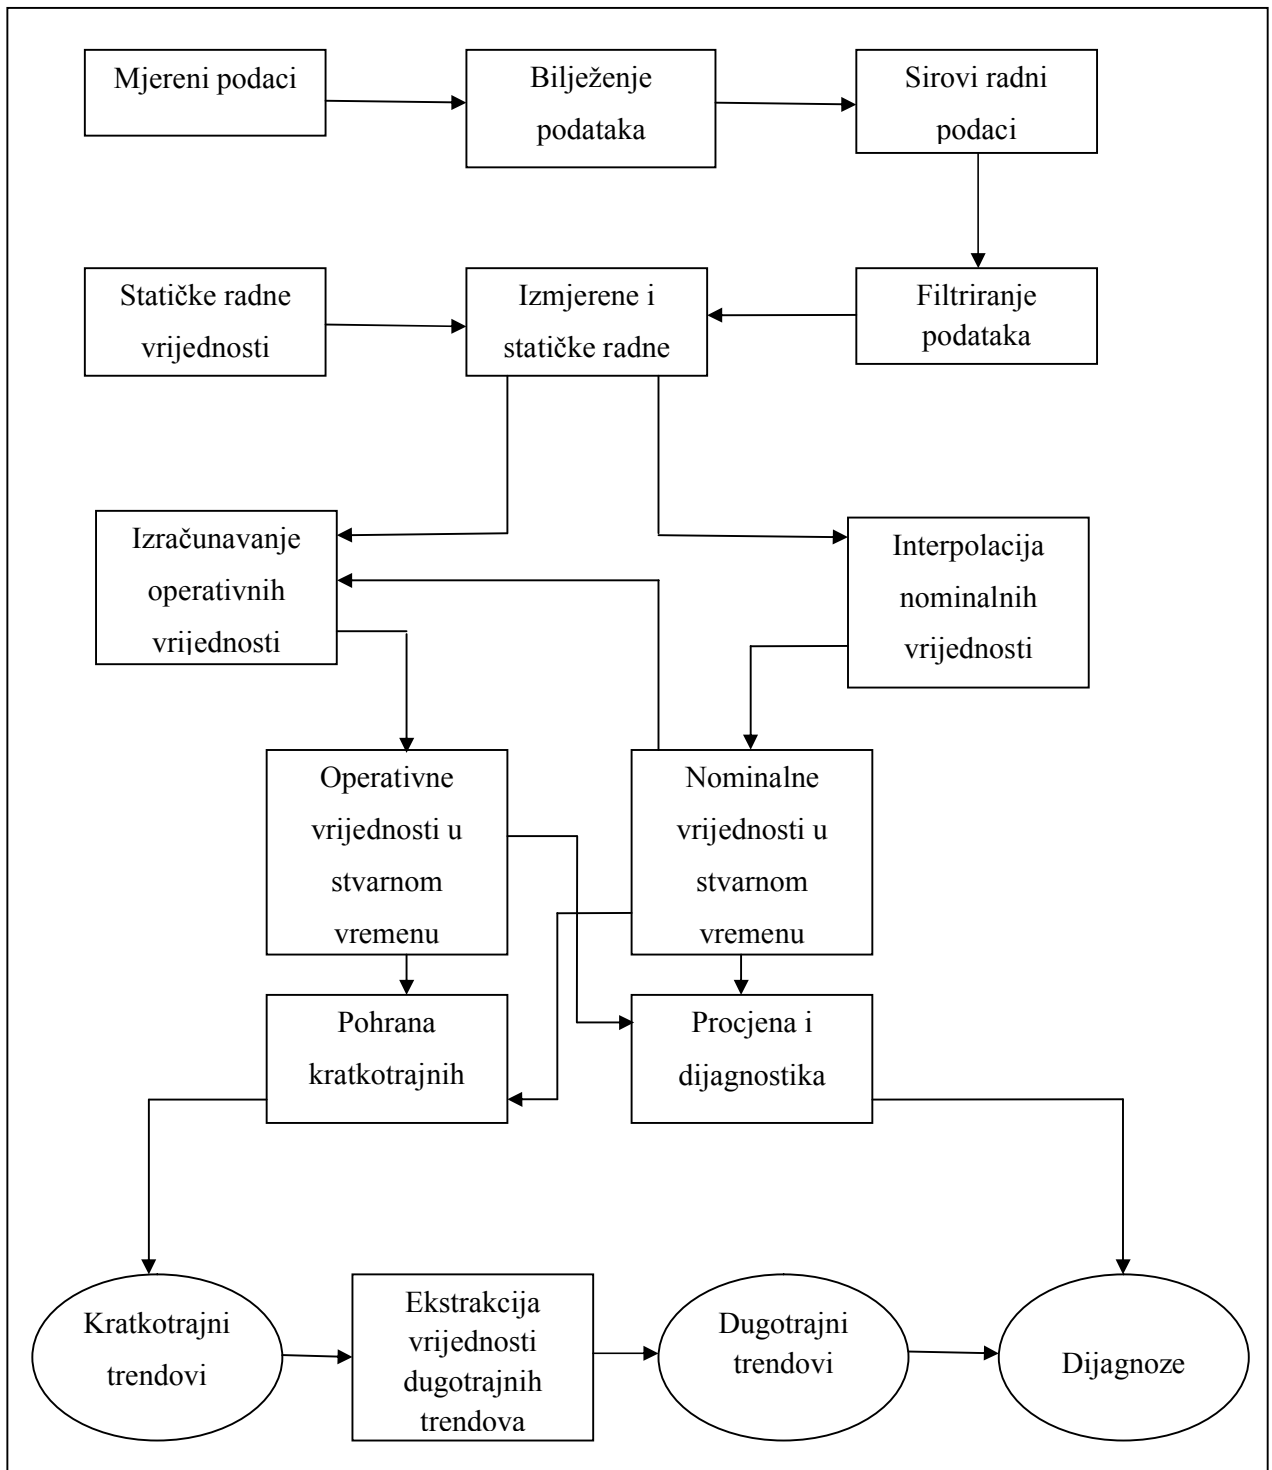 Mjereni podaci
Bilježenje
podataka
Sirovi radni
podaci
Statičke radne
vrijednosti
Izmjerene i
statičke radne
Filtriranje
podataka
Izračunavanje
operativnih
vrijednosti
Interpolacija
nominalnih
vrijednosti
Operativne
vrijednosti u
stvarnom
vremenu
Nominalne
vrijednosti u
stvarnom
vremenu
Pohrana
kratkotrajnih
Procjena i
dijagnostika
Kratkotrajni
trendovi
Ekstrakcija
vrijednosti
dugotrajnih
trendova
Dugotrajni
trendovi
Dijagnoze